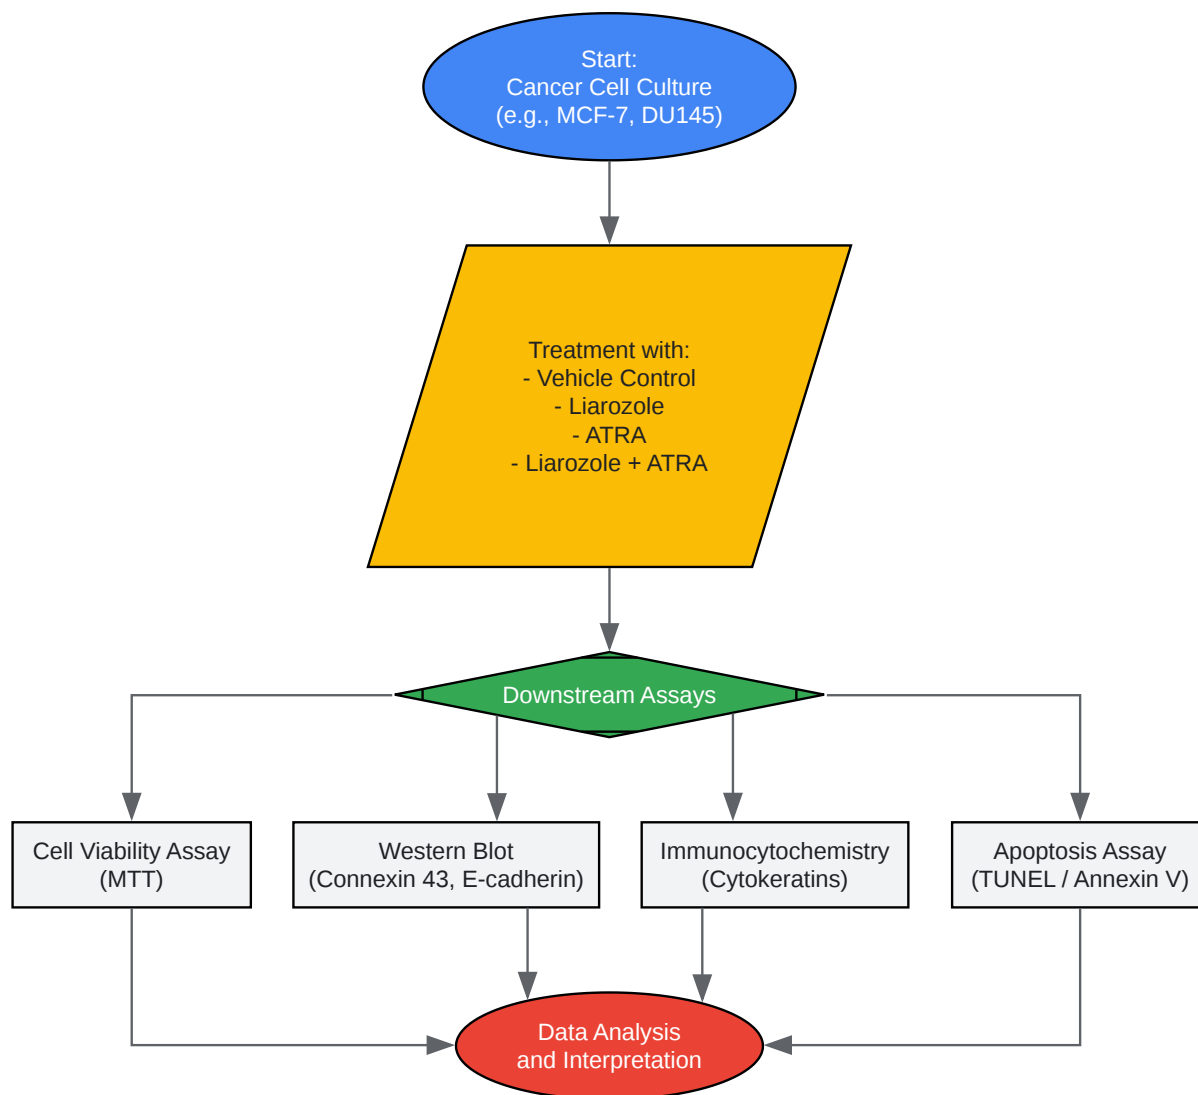 Start:
Cancer Cell Culture
(e.g., MCF-7, DU145)
Treatment with:
- Vehicle Control
- Liarozole
- ATRA
- Liarozole + ATRA
Downstream Assays
Cell Viability Assay
(MTT)
Western Blot
(Connexin 43, E-cadherin)
Immunocytochemistry
(Cytokeratins)
Apoptosis Assay
(TUNEL / Annexin V)
Data Analysis
and Interpretation